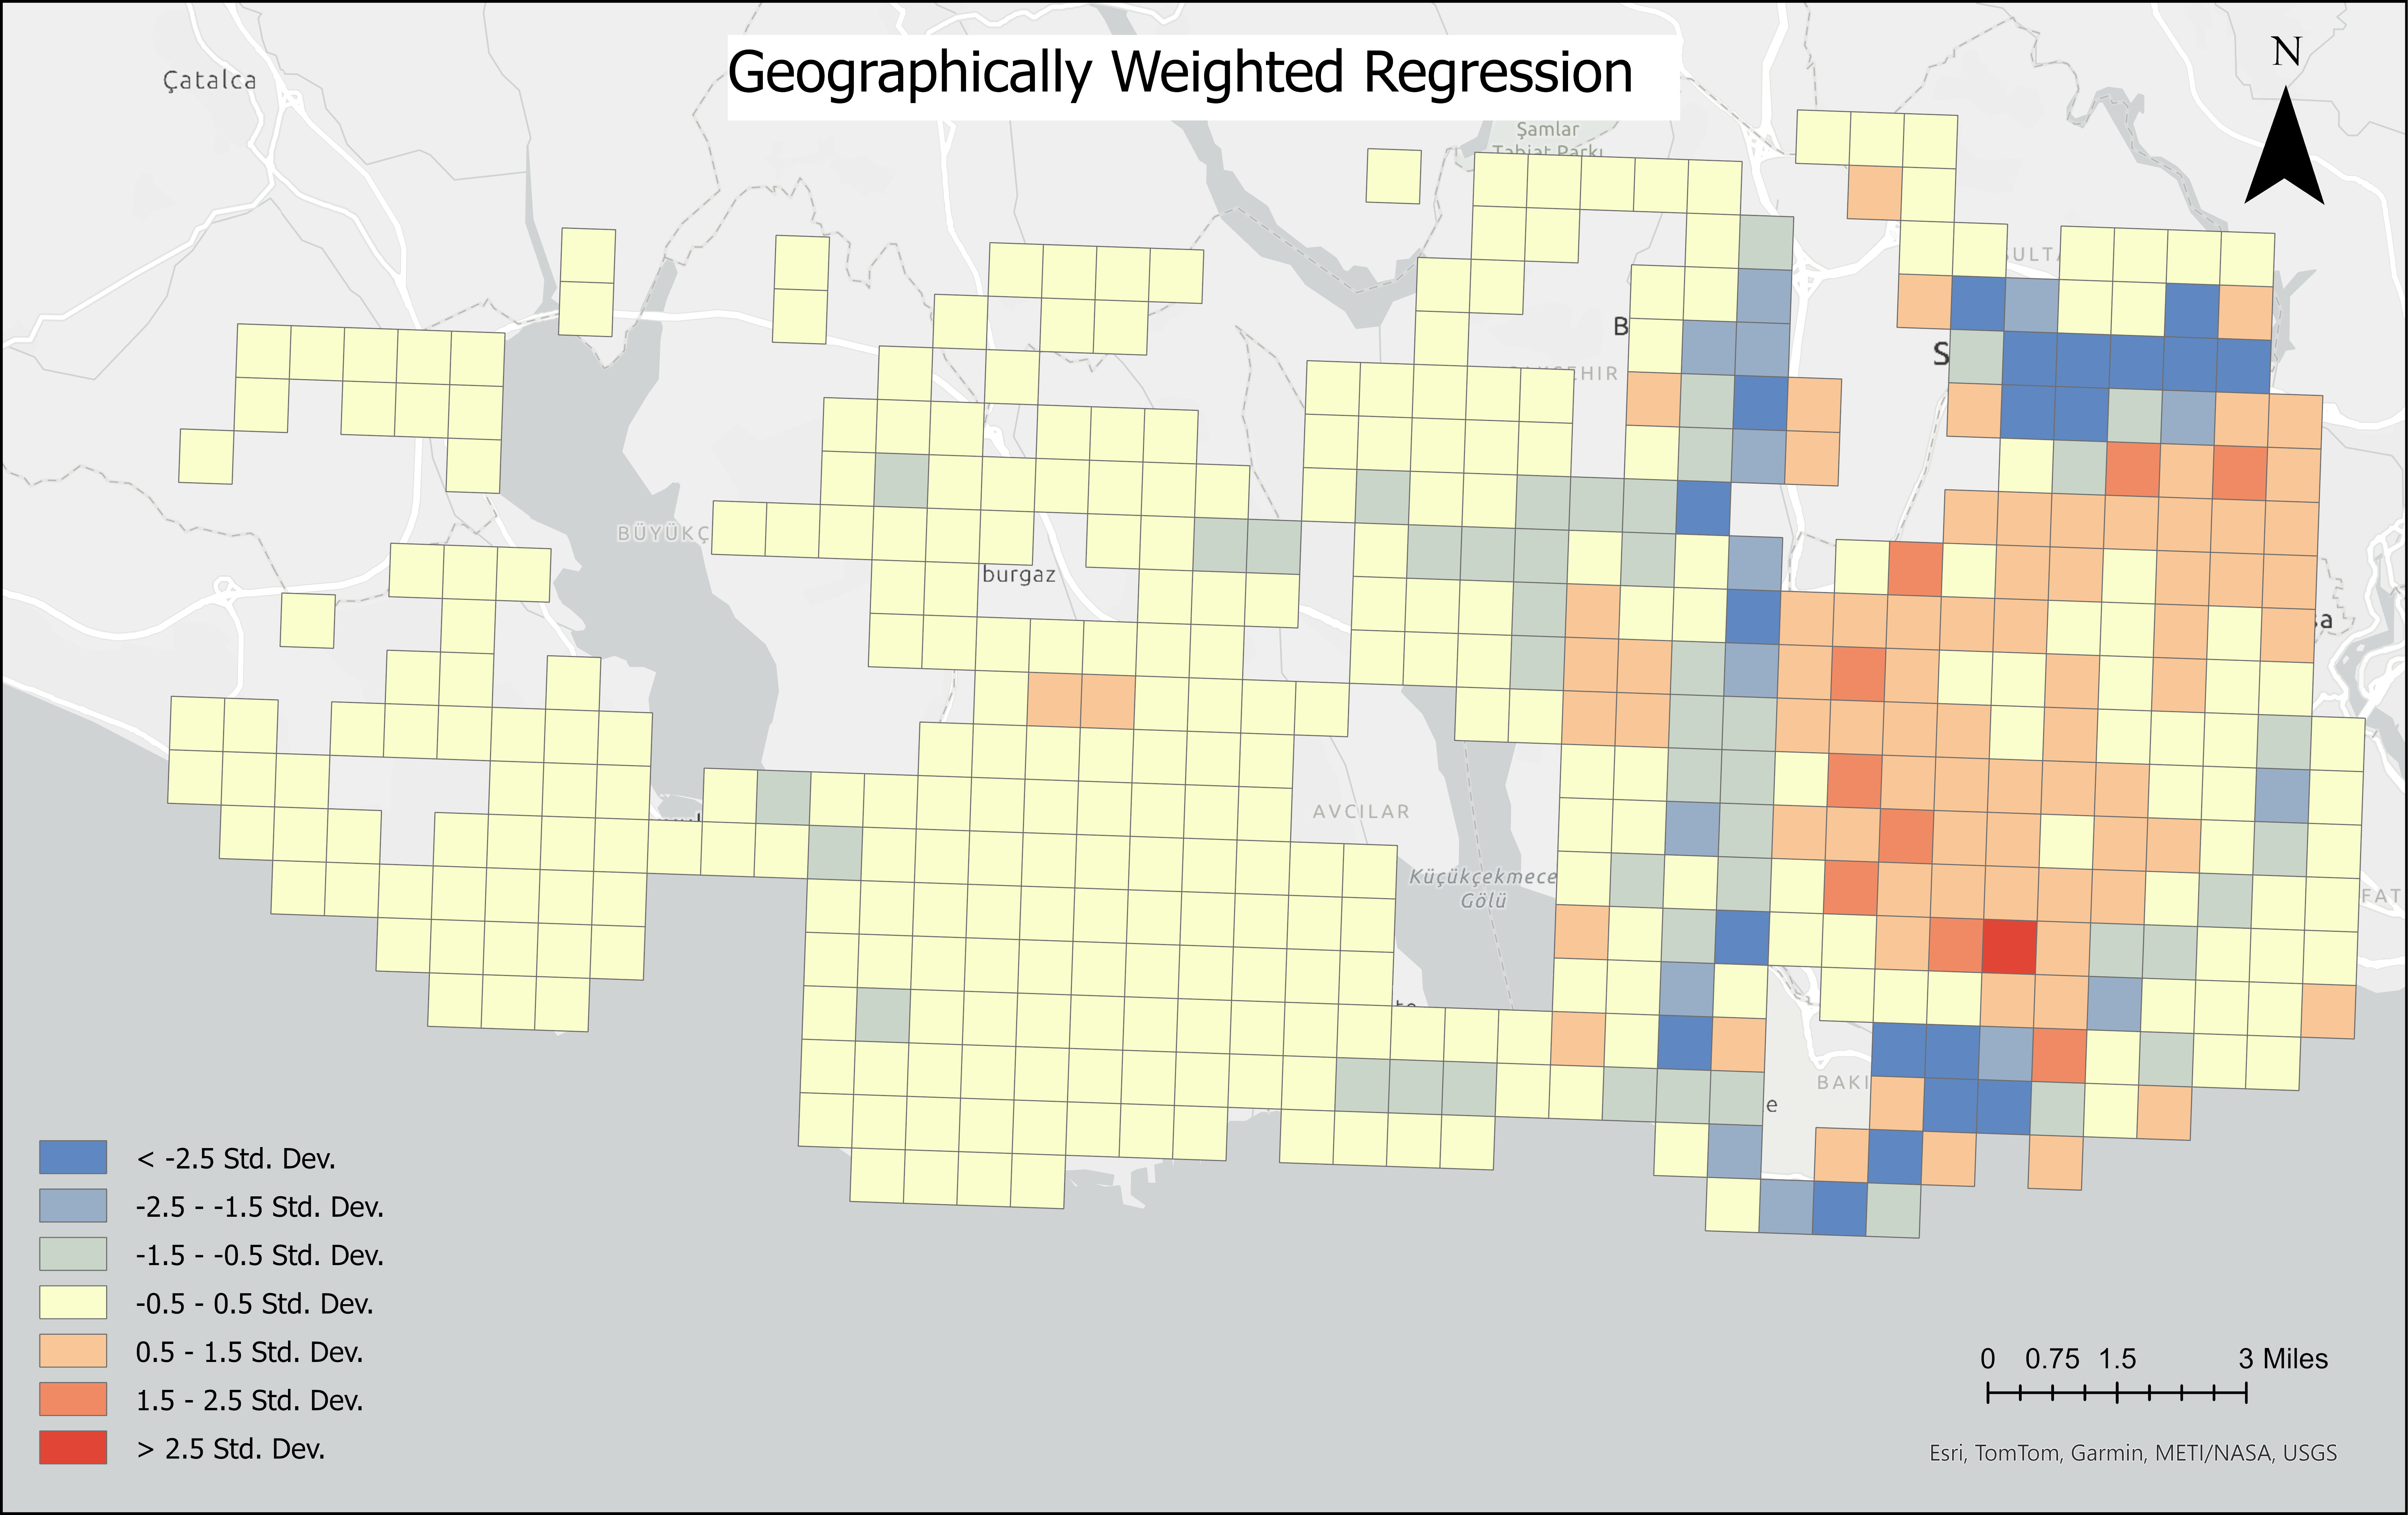 Geographically Weighted Regression
N
Çatalca
Şamlar
Tabiat Parkı
BÜYÜKÇ
burgaz
AVCILAR
Küçükçekmece
Gölü
B
ŞEHIR
S
SULTA
sa
FAT
BAKI
e
< -2.5 Std. Dev.
-2.5 - -1.5 Std. Dev.
-1.5 - -0.5 Std. Dev.
-0.5 - 0.5 Std. Dev.
0.5 - 1.5 Std. Dev.
1.5 - 2.5 Std. Dev.
> 2.5 Std. Dev.
0 0.75 1.5 3 Miles
Esri, TomTom, Garmin, METI/NASA, USGS